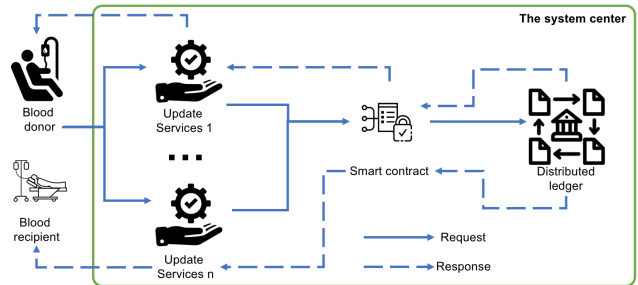 The system center
Blood
donor
Update
Services 1
Smart contract
Distributed
ledger
Blood
recipient
Update
Services n
Request
Response